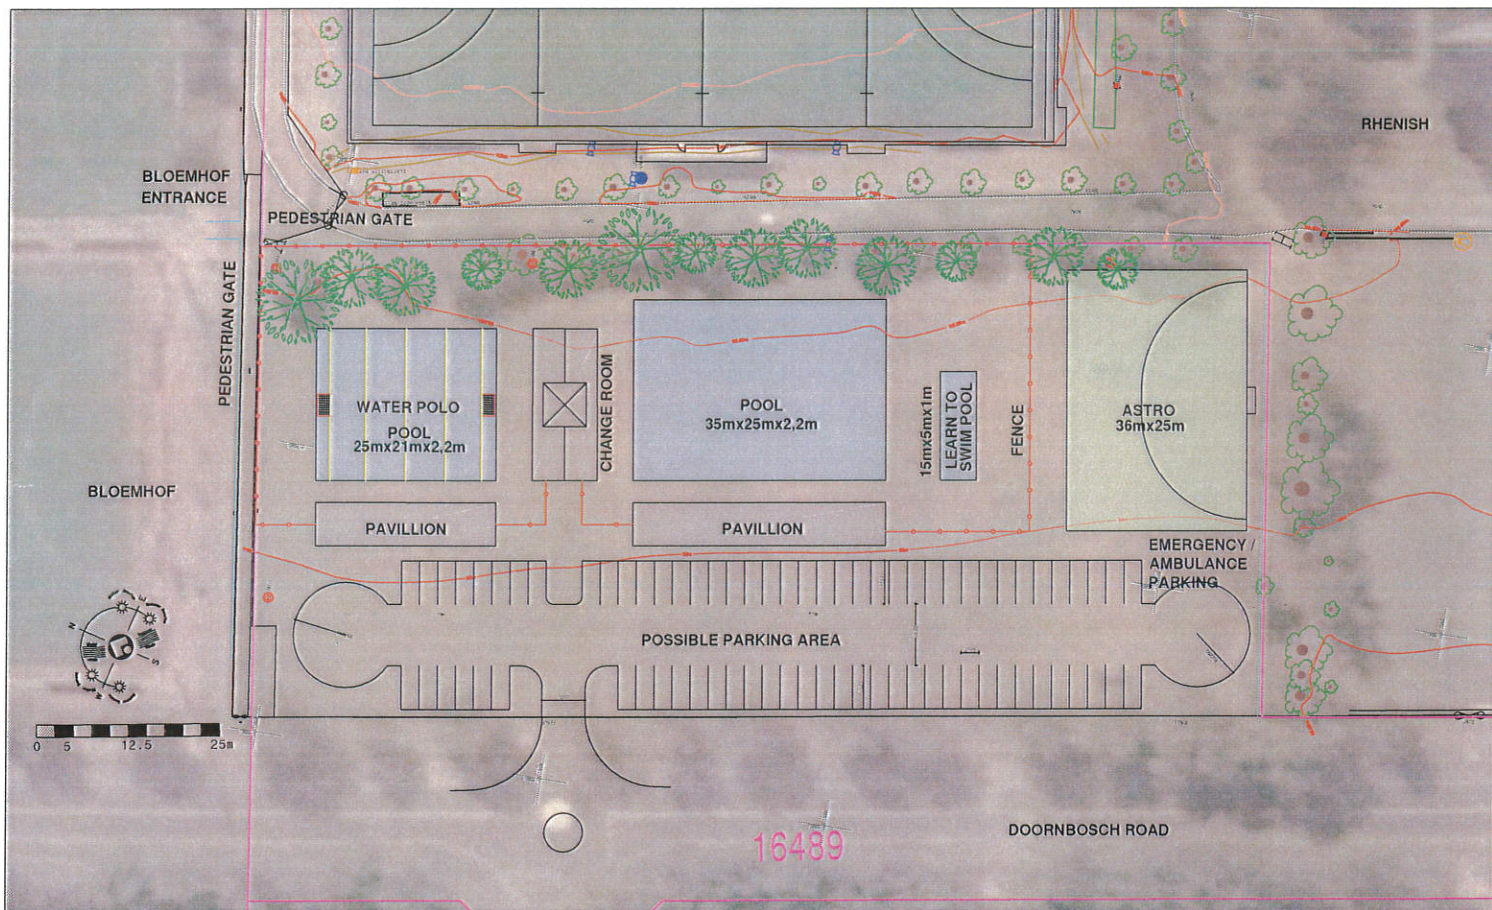 RHENISH
BLOEMHOF
ENTRANCE
PEDESTRIAN GATE
PEDESTRIAN GATE
WATER POLO
POOL
25mx21mx2,2m
CHANGE ROOM
POOL
35mx25mx2,2m
15mx5mx1m
LEARN TO
SWIM POOL
FENCE
ASTRO
36mx25m
BLOEMHOF
PAVILLION
PAVILLION
EMERGENCY /
AMBULANCE
PARKING
POSSIBLE PARKING AREA
N
E
S
W
0 5 12.5 25m
DOORNBOSCH ROAD
16489